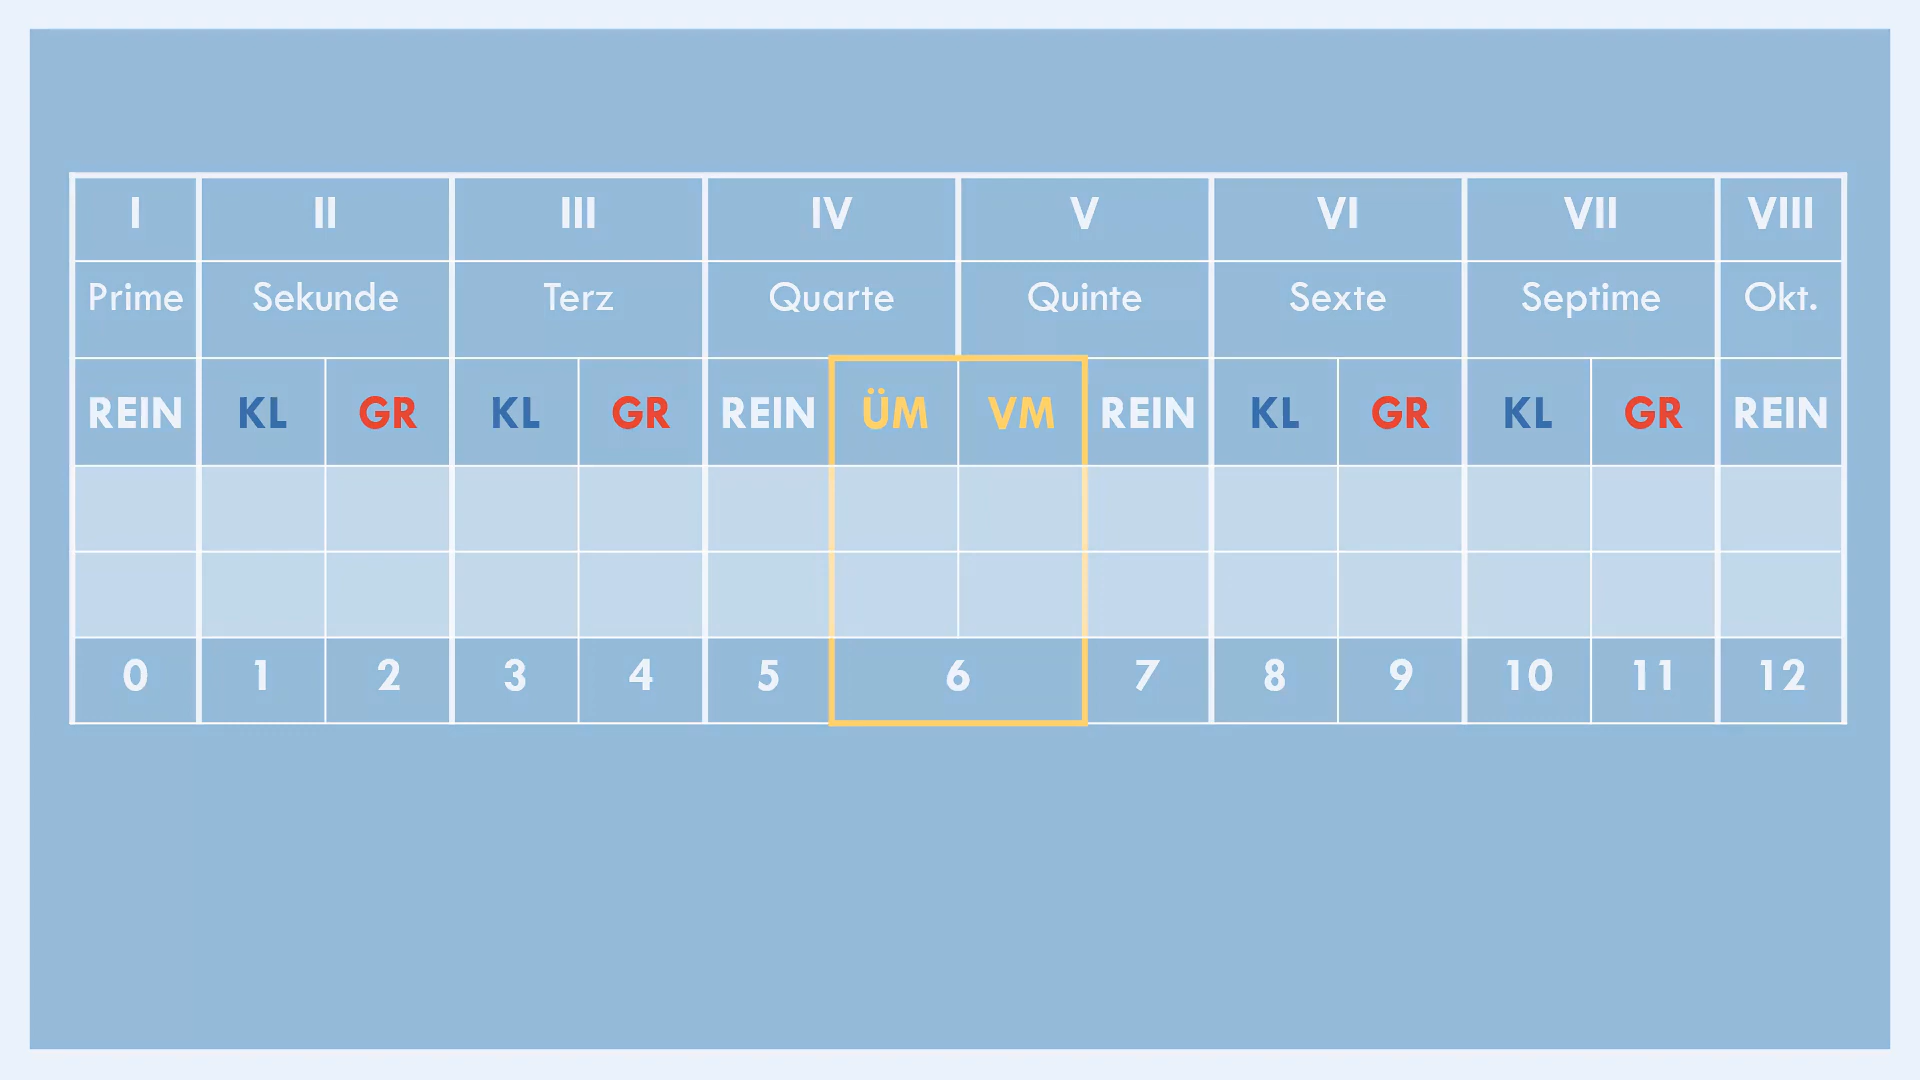 I II III IV V VI VII VIII
Prime Sekunde Terz Quarte Quinte Sexte Septime Okt.
REIN KL GR KL GR REIN ÜM VM REIN KL GR KL GR REIN
0 1 2 3 4 5 6 7 8 9 10 11 12